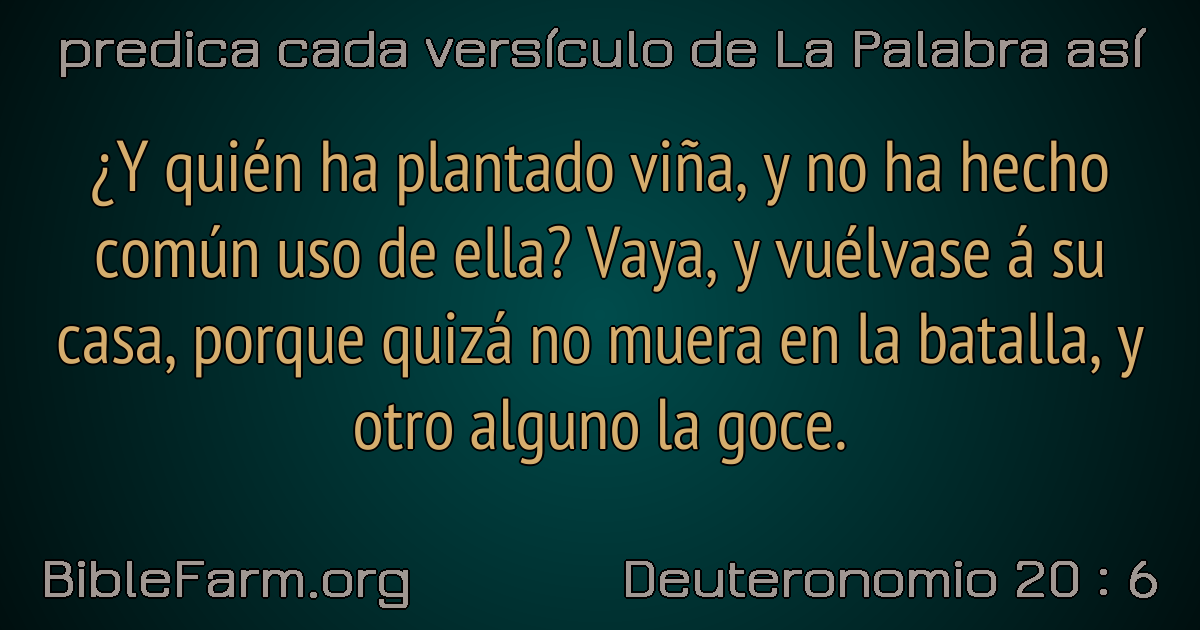 predica cada versículo de La Palabra así
¿Y quién ha plantado viña, y no ha hecho
común uso de ella? Vaya, y vuélvase á su
casa, porque quizá no muera en la batalla, y
otro alguno la goce.
BibleFarm.org
Deuteronomio 20 : 6